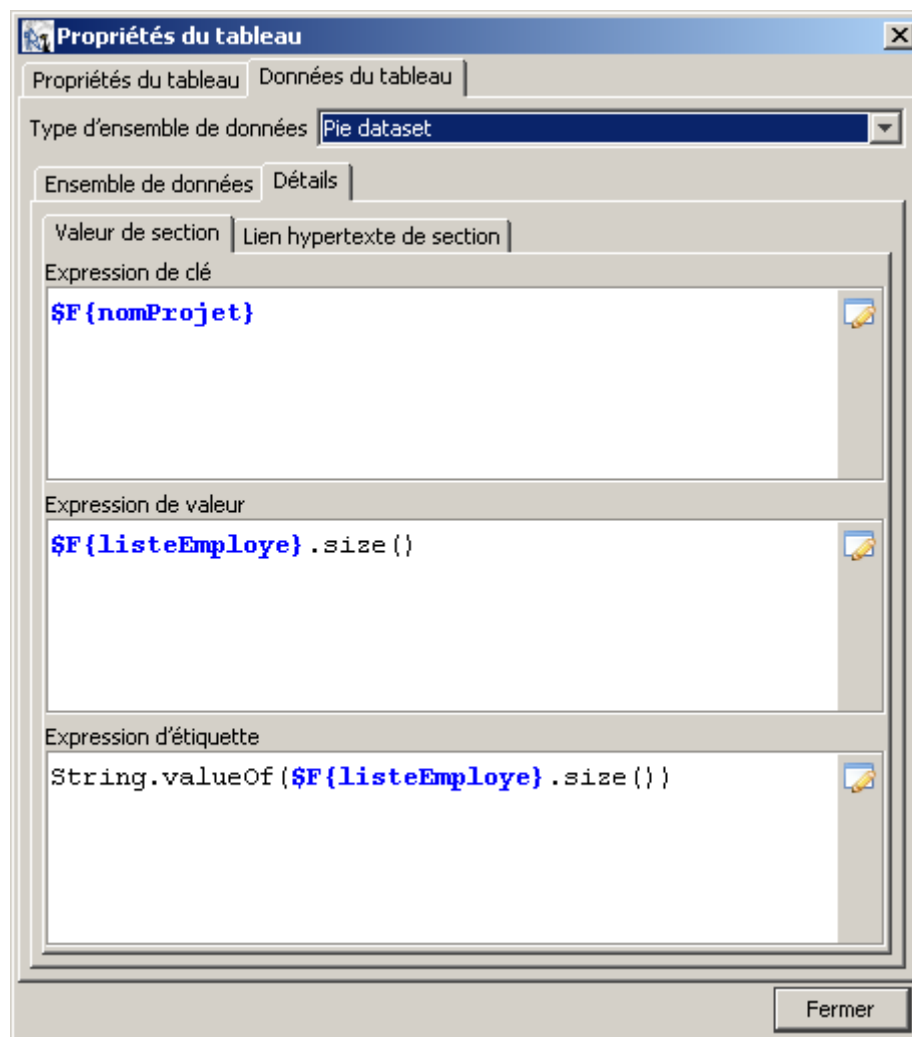 Propriétés du tableau
Propriétés du tableau Données du tableau
Type d'ensemble de données Pie dataset
Ensemble de données Détails
Valeur de section Lien hypertexte de section
Expression de clé
$F{nomProjet}
Expression de valeur
$F{listeEmploye}.size()
Expression d'étiquette
String.valueOf($F{listeEmploye}.size())
Fermer